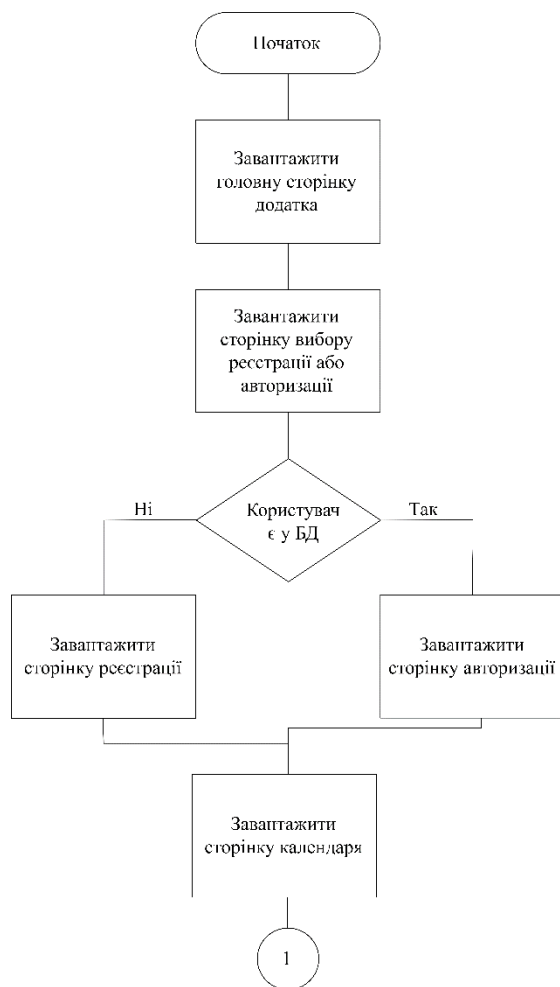 Початок
Завантажити
головну сторінку
додатка
Завантажити
сторінку вибору
реєстрації або
авторизації
Користувач
є у БД
Ні
Так
Завантажити
сторінку реєстрації
Завантажити
сторінку авторизації
Завантажити
сторінку календаря
1